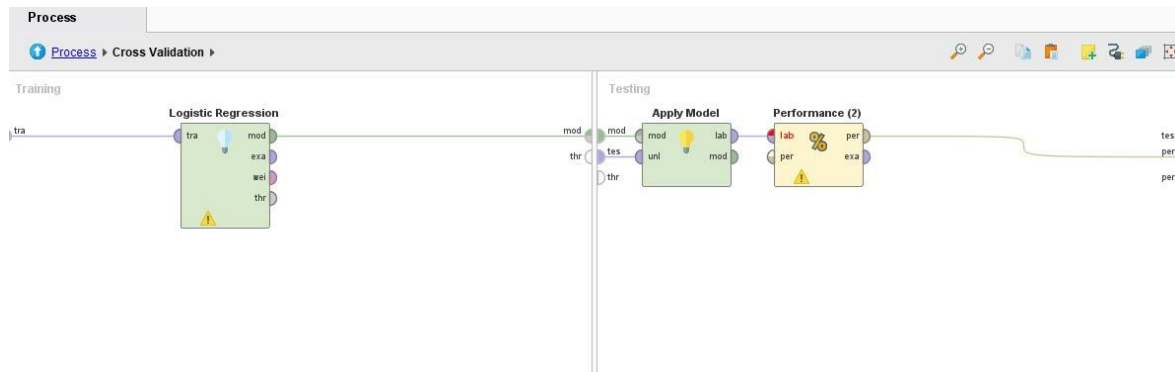 Process
Process ▸ Cross Validation ▸
Training
Logistic Regression
tra
tra
mod
exa
wei
thr
mod
thr
Testing
Apply Model
Performance (2)
mod
tes
thr
mod
unl
lab
mod
lab
per
per
exa
tes
per
per